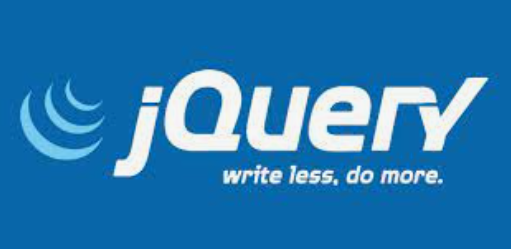 jQuery
write less, do more.